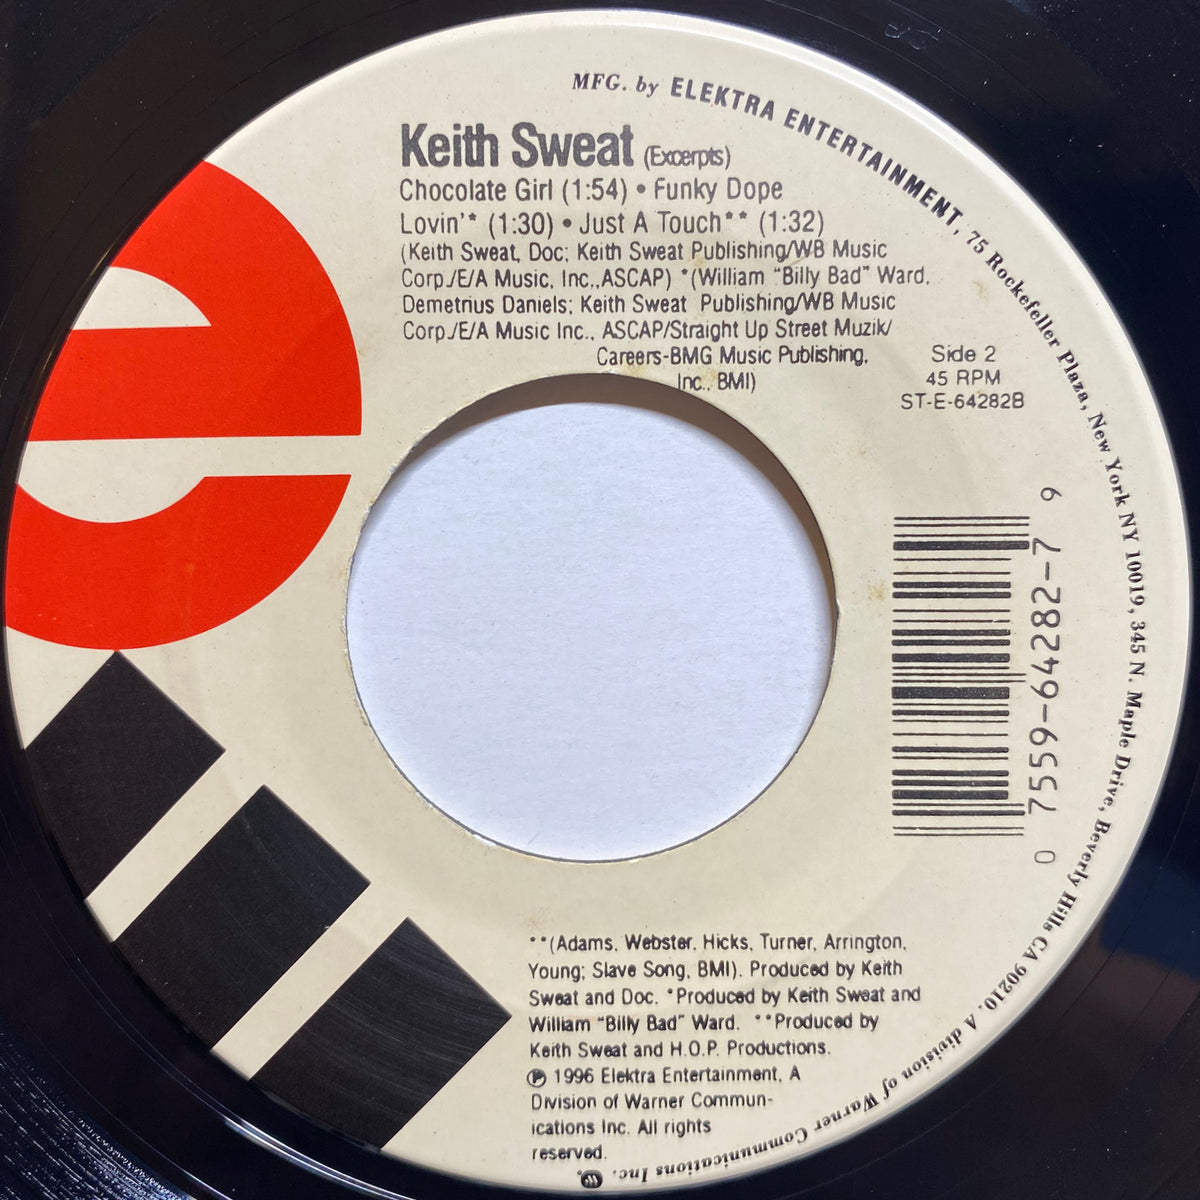 MFG. by ELEKTRA ENTERTAINMENT, 75 Rockefeller Plaza, New York NY 10019, 345 N. Maple Drive, Beverly Hills CA 90210. A division of Warner Communications Inc.
Keith Sweat (Excerpts)
Chocolate Girl (1:54) • Funky Dope
Lovin'* (1:30) • Just A Touch** (1:32)
(Keith Sweat, Doc; Keith Sweat Publishing/WB Music
Corp./E/A Music, Inc.,ASCAP) *(William "Billy Bad" Ward,
Demetrius Daniels; Keith Sweat Publishing/WB Music
Corp./E/A Music Inc., ASCAP/Straight Up Street Muzik/
Careers-BMG Music Publishing,
Inc., BMI)
Side 2
45 RPM
ST-E-64282B
0 7559-64282-7 9
e
**(Adams, Webster, Hicks, Turner, Arrington,
Young; Slave Song, BMI). Produced by Keith
Sweat and Doc. *Produced by Keith Sweat and
William "Billy Bad" Ward. **Produced by
Keith Sweat and H.O.P. Productions.
℗ 1996 Elektra Entertainment, A
Division of Warner Commun-
ications Inc. All rights
reserved.